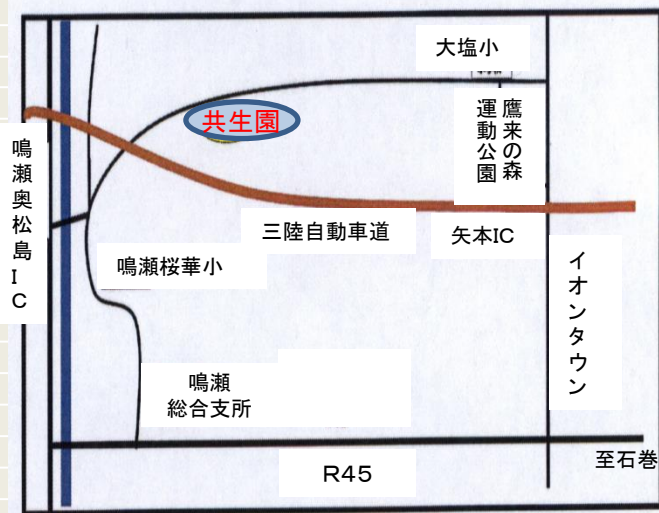 大塩小
共生園
鷹来の森
運動公園
鳴瀬奥松島IC
三陸自動車道
矢本IC
鳴瀬桜華小
イオンタウン
鳴瀬
総合支所
至石巻
R45